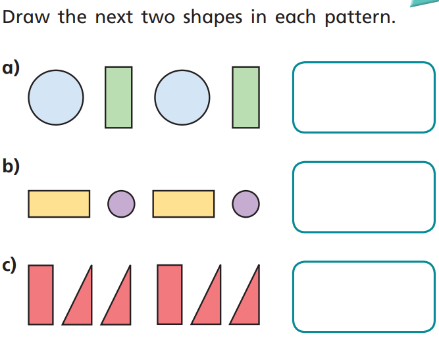 Draw the next two shapes in each pattern.
a)
b)
c)